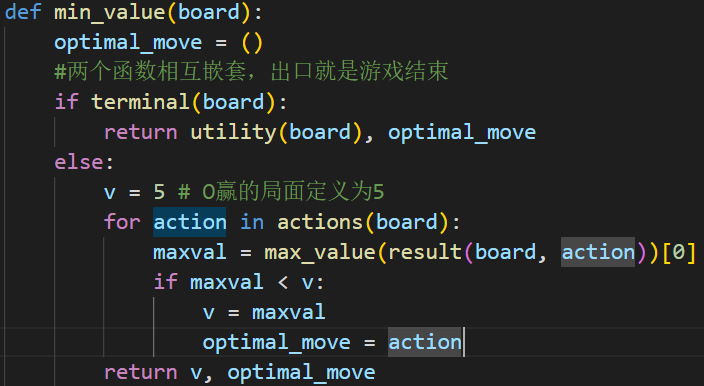 def min_value(board):
    optimal_move = ()
    #两个函数相互嵌套，出口就是游戏结束
    if terminal(board):
        return utility(board), optimal_move
    else:
        v = 5 # O赢的局面定义为5
        for action in actions(board):
            maxval = max_value(result(board, action))[0]
            if maxval < v:
                v = maxval
                optimal_move = action
        return v, optimal_move